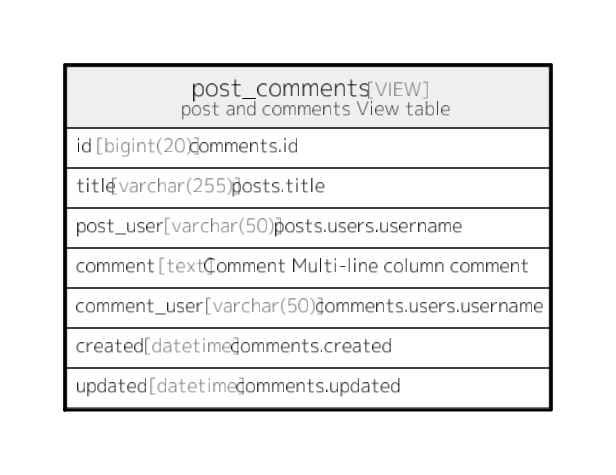 post_comments [VIEW]
post and comments View table
id [bigint(20)] comments.id
title [varchar(255)] posts.title
post_user [varchar(50)] posts.users.username
comment [text] Comment Multi-line column comment
comment_user [varchar(50)] comments.users.username
created [datetime] comments.created
updated [datetime] comments.updated